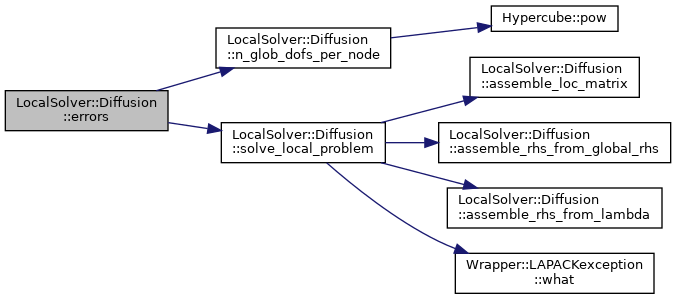 LocalSolver::Diffusion
::errors
LocalSolver::Diffusion
::n_glob_dofs_per_node
Hypercube::pow
LocalSolver::Diffusion
::solve_local_problem
LocalSolver::Diffusion
::assemble_loc_matrix
LocalSolver::Diffusion
::assemble_rhs_from_global_rhs
LocalSolver::Diffusion
::assemble_rhs_from_lambda
Wrapper::LAPACKexception
::what